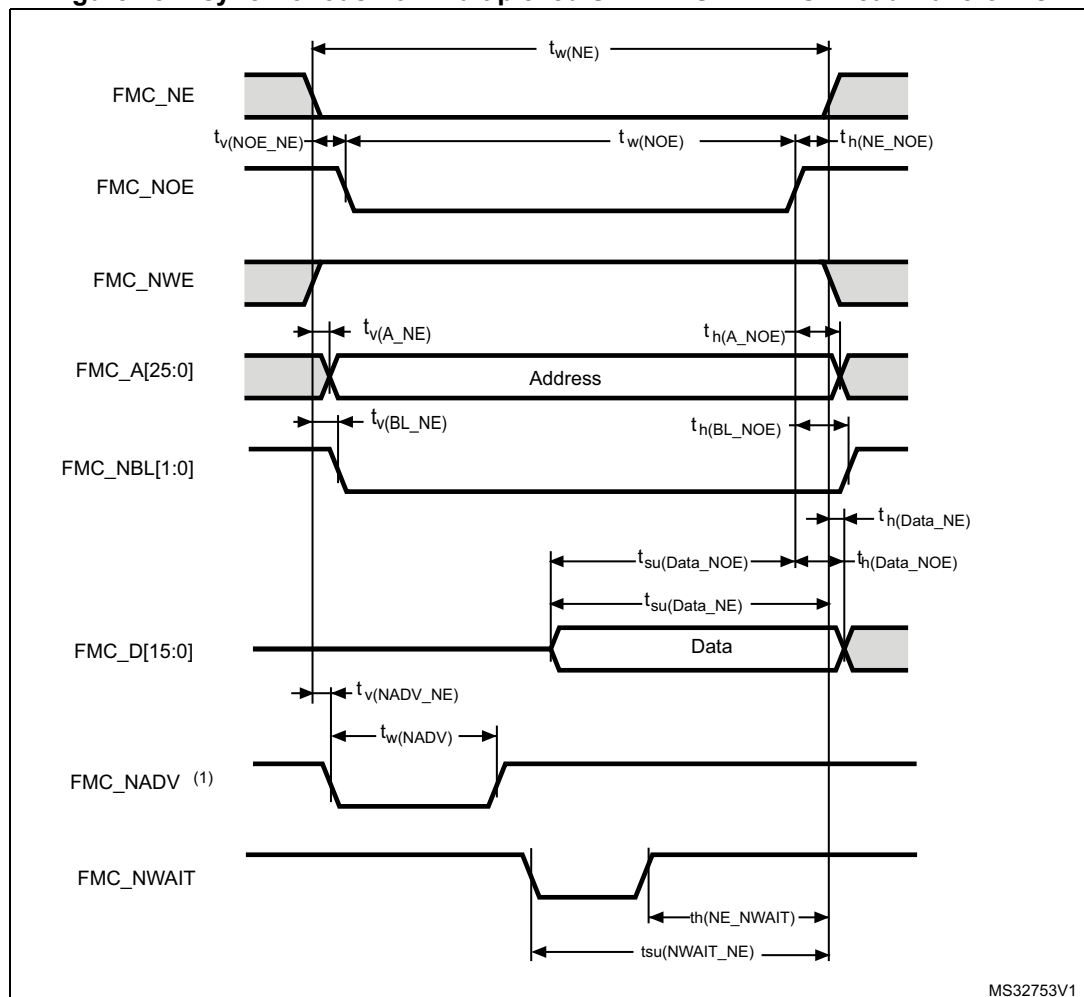 tw(NE)
FMC_NE
tv(NOE_NE) tw(NOE) th(NE_NOE)
FMC_NOE
FMC_NWE
tv(A_NE) th(A_NOE)
FMC_A[25:0] Address
tv(BL_NE) th(BL_NOE)
FMC_NBL[1:0]
th(Data_NE)
tsu(Data_NOE) th(Data_NOE)
tsu(Data_NE)
FMC_D[15:0] Data
tv(NADV_NE)
tw(NADV)
FMC_NADV (1)
FMC_NWAIT
th(NE_NWAIT)
tsu(NWAIT_NE)
MS32753V1